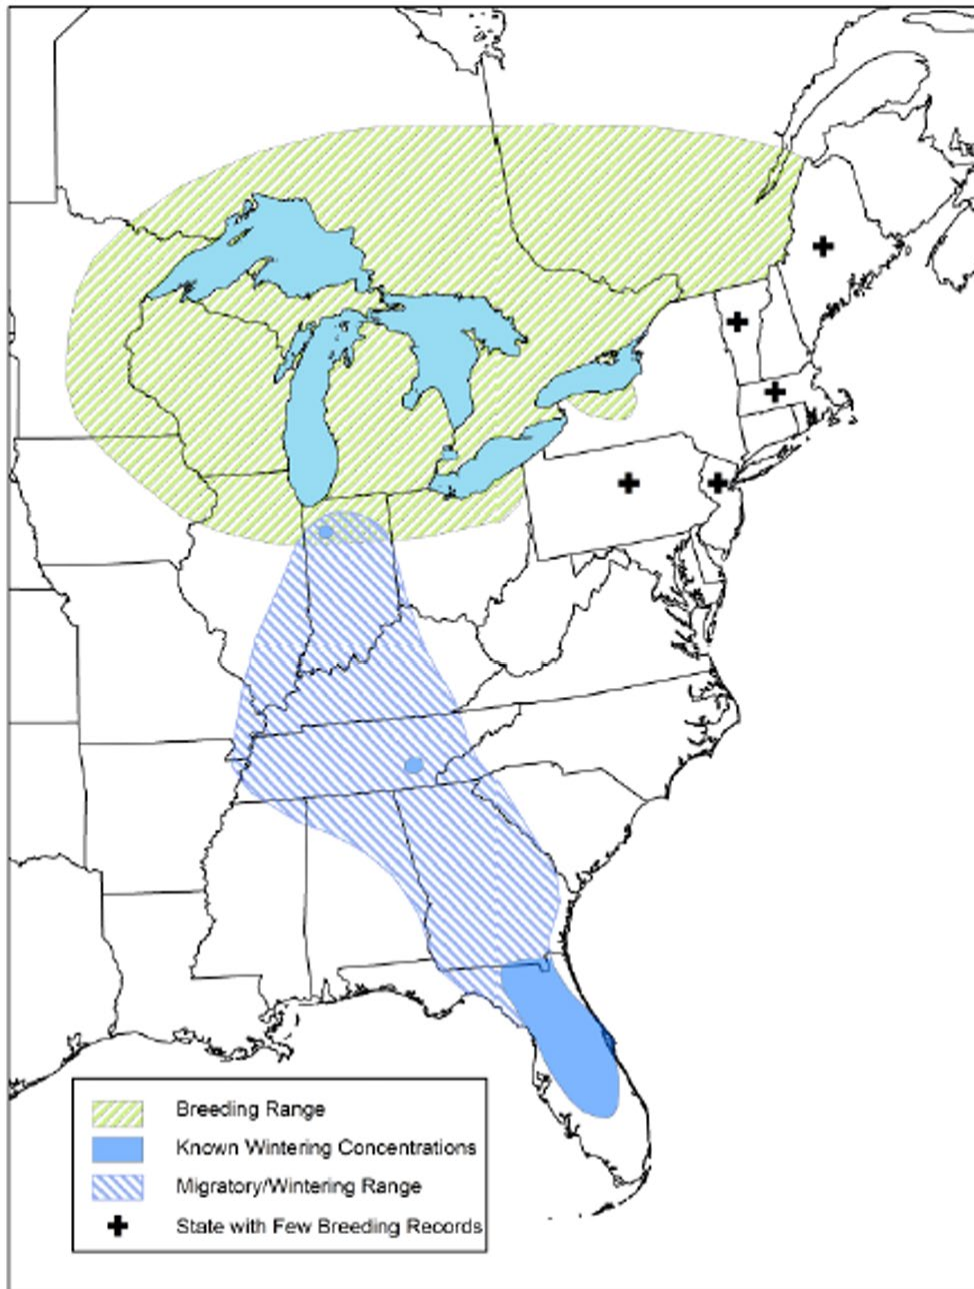 Breeding Range
Known Wintering Concentrations
Migratory/Wintering Range
State with Few Breeding Records